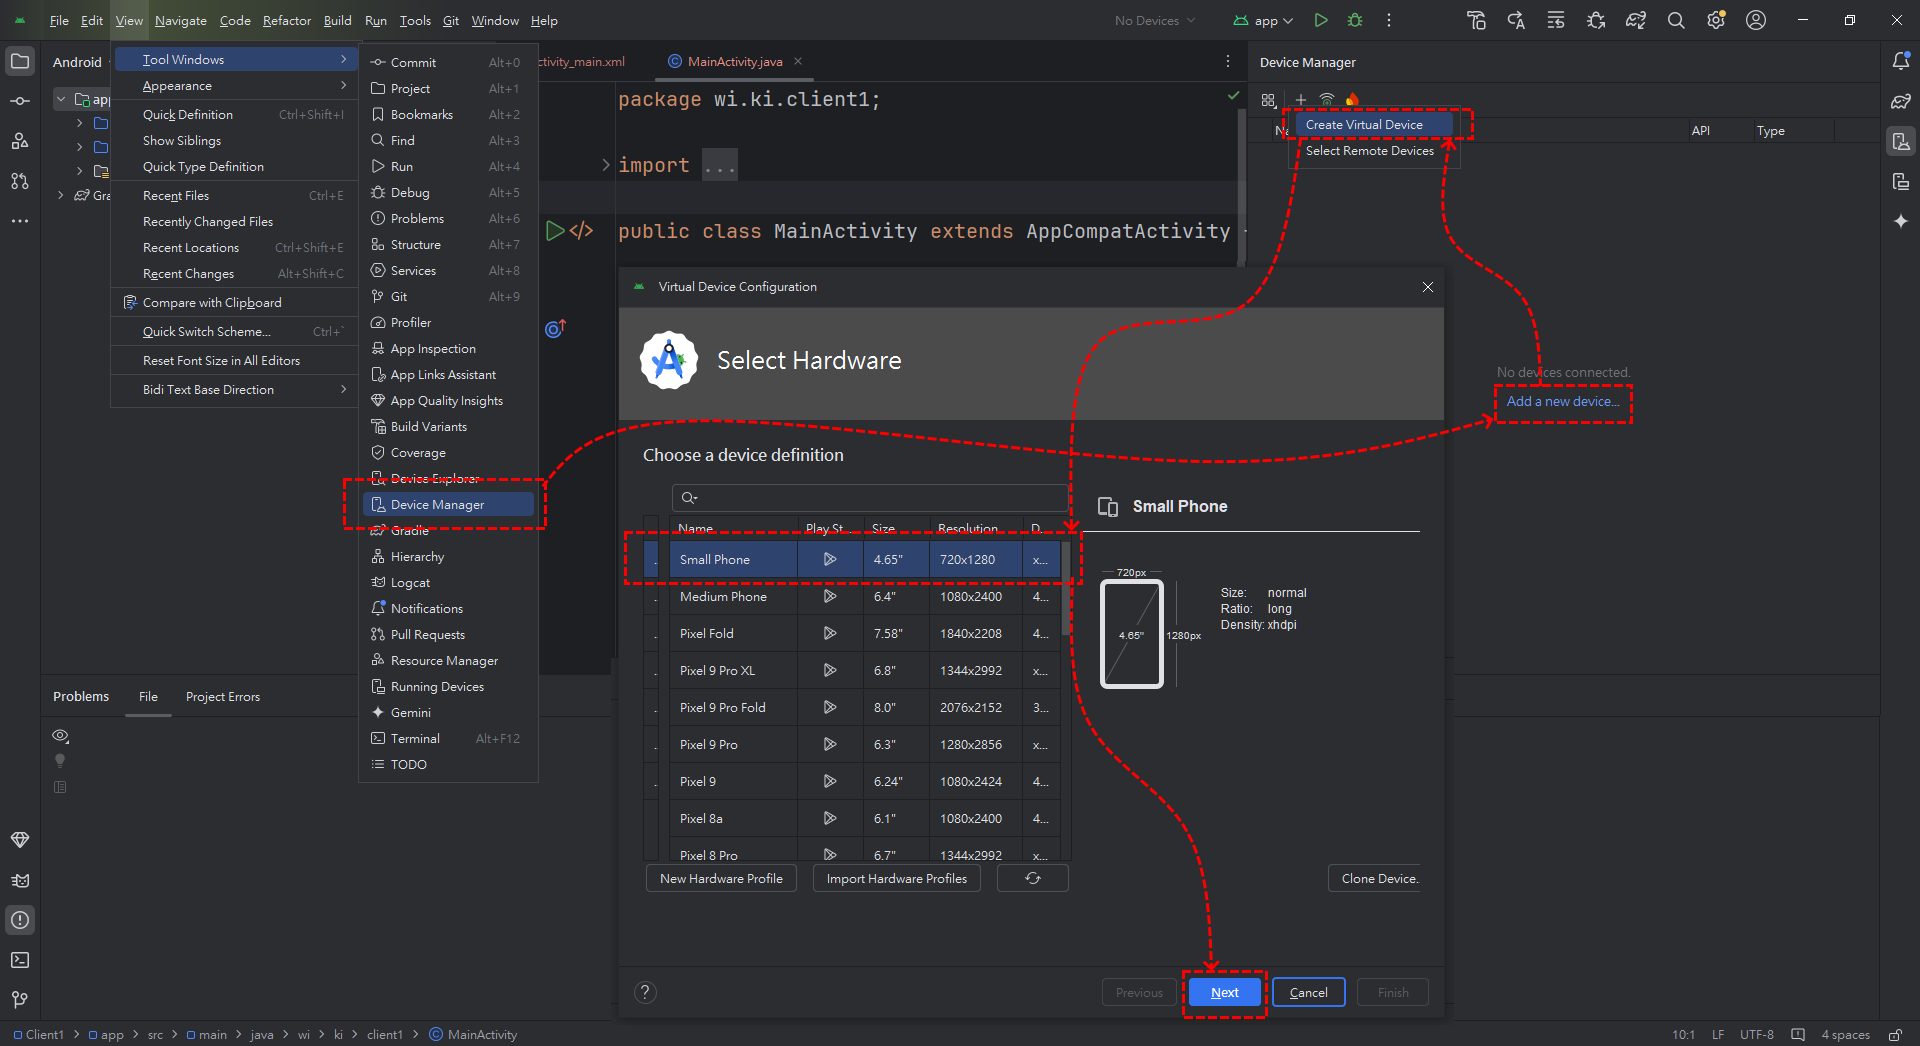 File Edit View Navigate Code Refactor Build Run Tools Git Window Help
No Devices
app
Android
app
Gra
Tool Windows
Appearance
Quick Definition Ctrl+Shift+I
Show Siblings
Quick Type Definition
Recent Files Ctrl+E
Recently Changed Files
Recent Locations Ctrl+Shift+E
Recent Changes Alt+Shift+C
Compare with Clipboard
Quick Switch Scheme... Ctrl+`
Reset Font Size in All Editors
Bidi Text Base Direction
Commit Alt+0
Project Alt+1
Bookmarks Alt+2
Find Alt+3
Run Alt+4
Debug Alt+5
Problems Alt+6
Structure Alt+7
Services Alt+8
Git Alt+9
Profiler
App Inspection
App Links Assistant
App Quality Insights
Build Variants
Coverage
Device Explorer
Device Manager
Gradle
Hierarchy
Logcat
Notifications
Pull Requests
Resource Manager
Running Devices
Gemini
Terminal Alt+F12
TODO
ctivity_main.xml
MainActivity.java
package wi.ki.client1;
import ...
public class MainActivity extends AppCompatActivity
Device Manager
Na API Type
Create Virtual Device
Select Remote Devices
No devices connected.
Add a new device...
Virtual Device Configuration
Select Hardware
Choose a device definition
Name Play St... Size Resolution D...
Small Phone 4.65" 720x1280 x...
Medium Phone 6.4" 1080x2400 4...
Pixel Fold 7.58" 1840x2208 4...
Pixel 9 Pro XL 6.8" 1344x2992 x...
Pixel 9 Pro Fold 8.0" 2076x2152 3...
Pixel 9 Pro 6.3" 1280x2856 x...
Pixel 9 6.24" 1080x2424 4...
Pixel 8a 6.1" 1080x2400 4...
Pixel 8 Pro 6.7" 1344x2992 x...
New Hardware Profile
Import Hardware Profiles
Small Phone
720px
4.65"
1280px
Size: normal
Ratio: long
Density: xhdpi
Clone Device.
? Previous Next Cancel Finish
Problems File Project Errors
Client1 > app > src > main > java > wi > ki > client1 > MainActivity
10:1 LF UTF-8 4 spaces